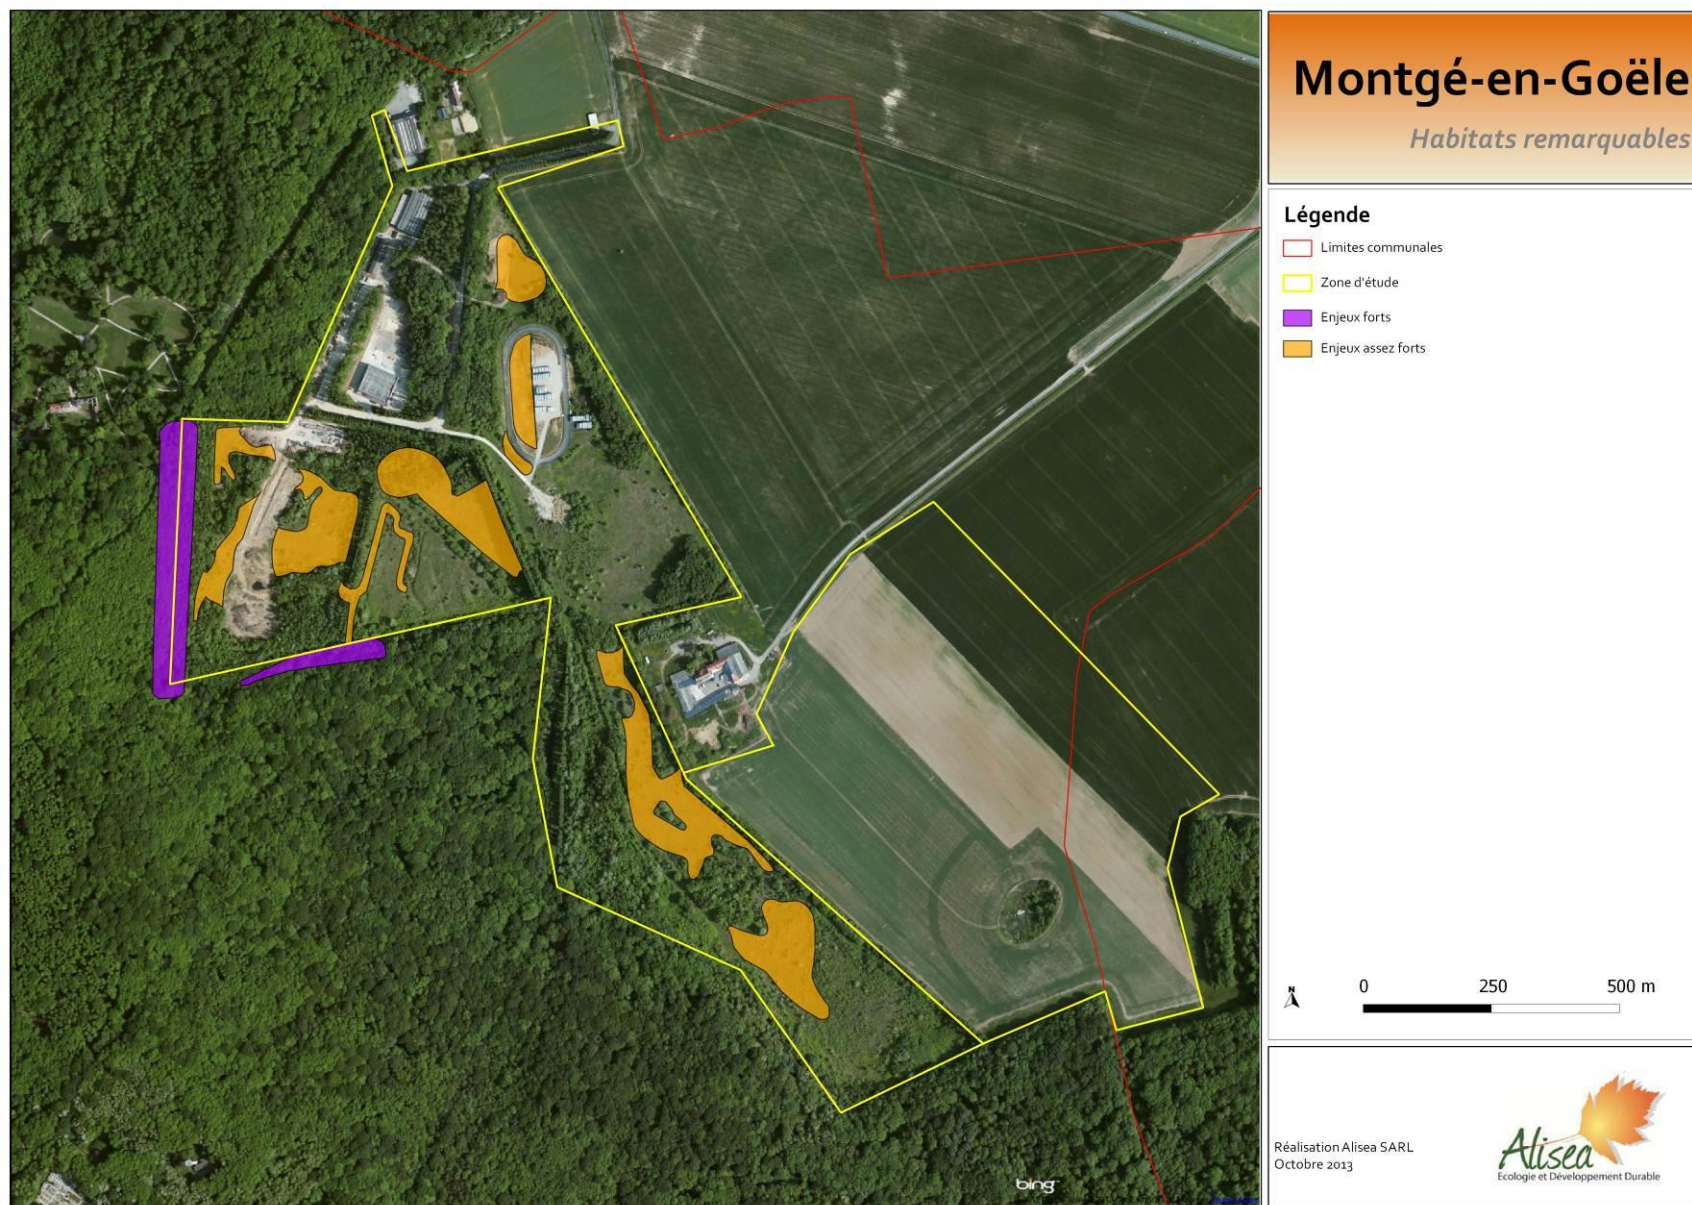 Montgé-en-Goële
Habitats remarquables
Légende
Limites communales
Zone d'étude
Enjeux forts
Enjeux assez forts
N
0 250 500 m
Réalisation Alisea SARL
Octobre 2013
Alisea
Ecologie et Développement Durable
bing